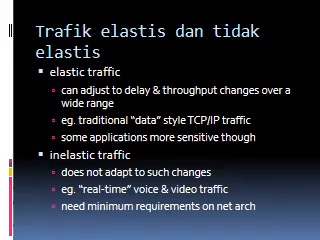 Trafik elastis dan tidak
elastis
elastic traffic
can adjust to delay & throughput changes over a
wide range
eg. traditional “data” style TCP/IP traffic
some applications more sensitive though
inelastic traffic
does not adapt to such changes
eg. “real-time” voice & video traffic
need minimum requirements on net arch